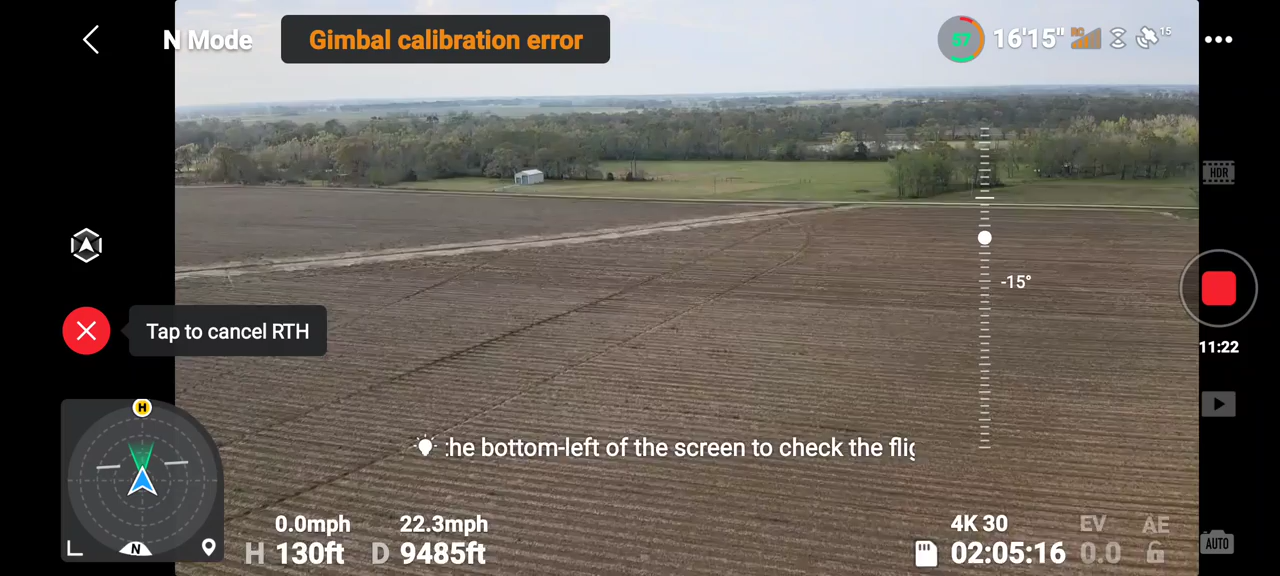 N Mode
Gimbal calibration error
57
16'15"
RC
15
HDR
-15°
Tap to cancel RTH
11:22
H
:he bottom-left of the screen to check the flig
N
0.0mph
22.3mph
H 130ft
D 9485ft
4K 30
02:05:16
EV
0.0
AE
AUTO